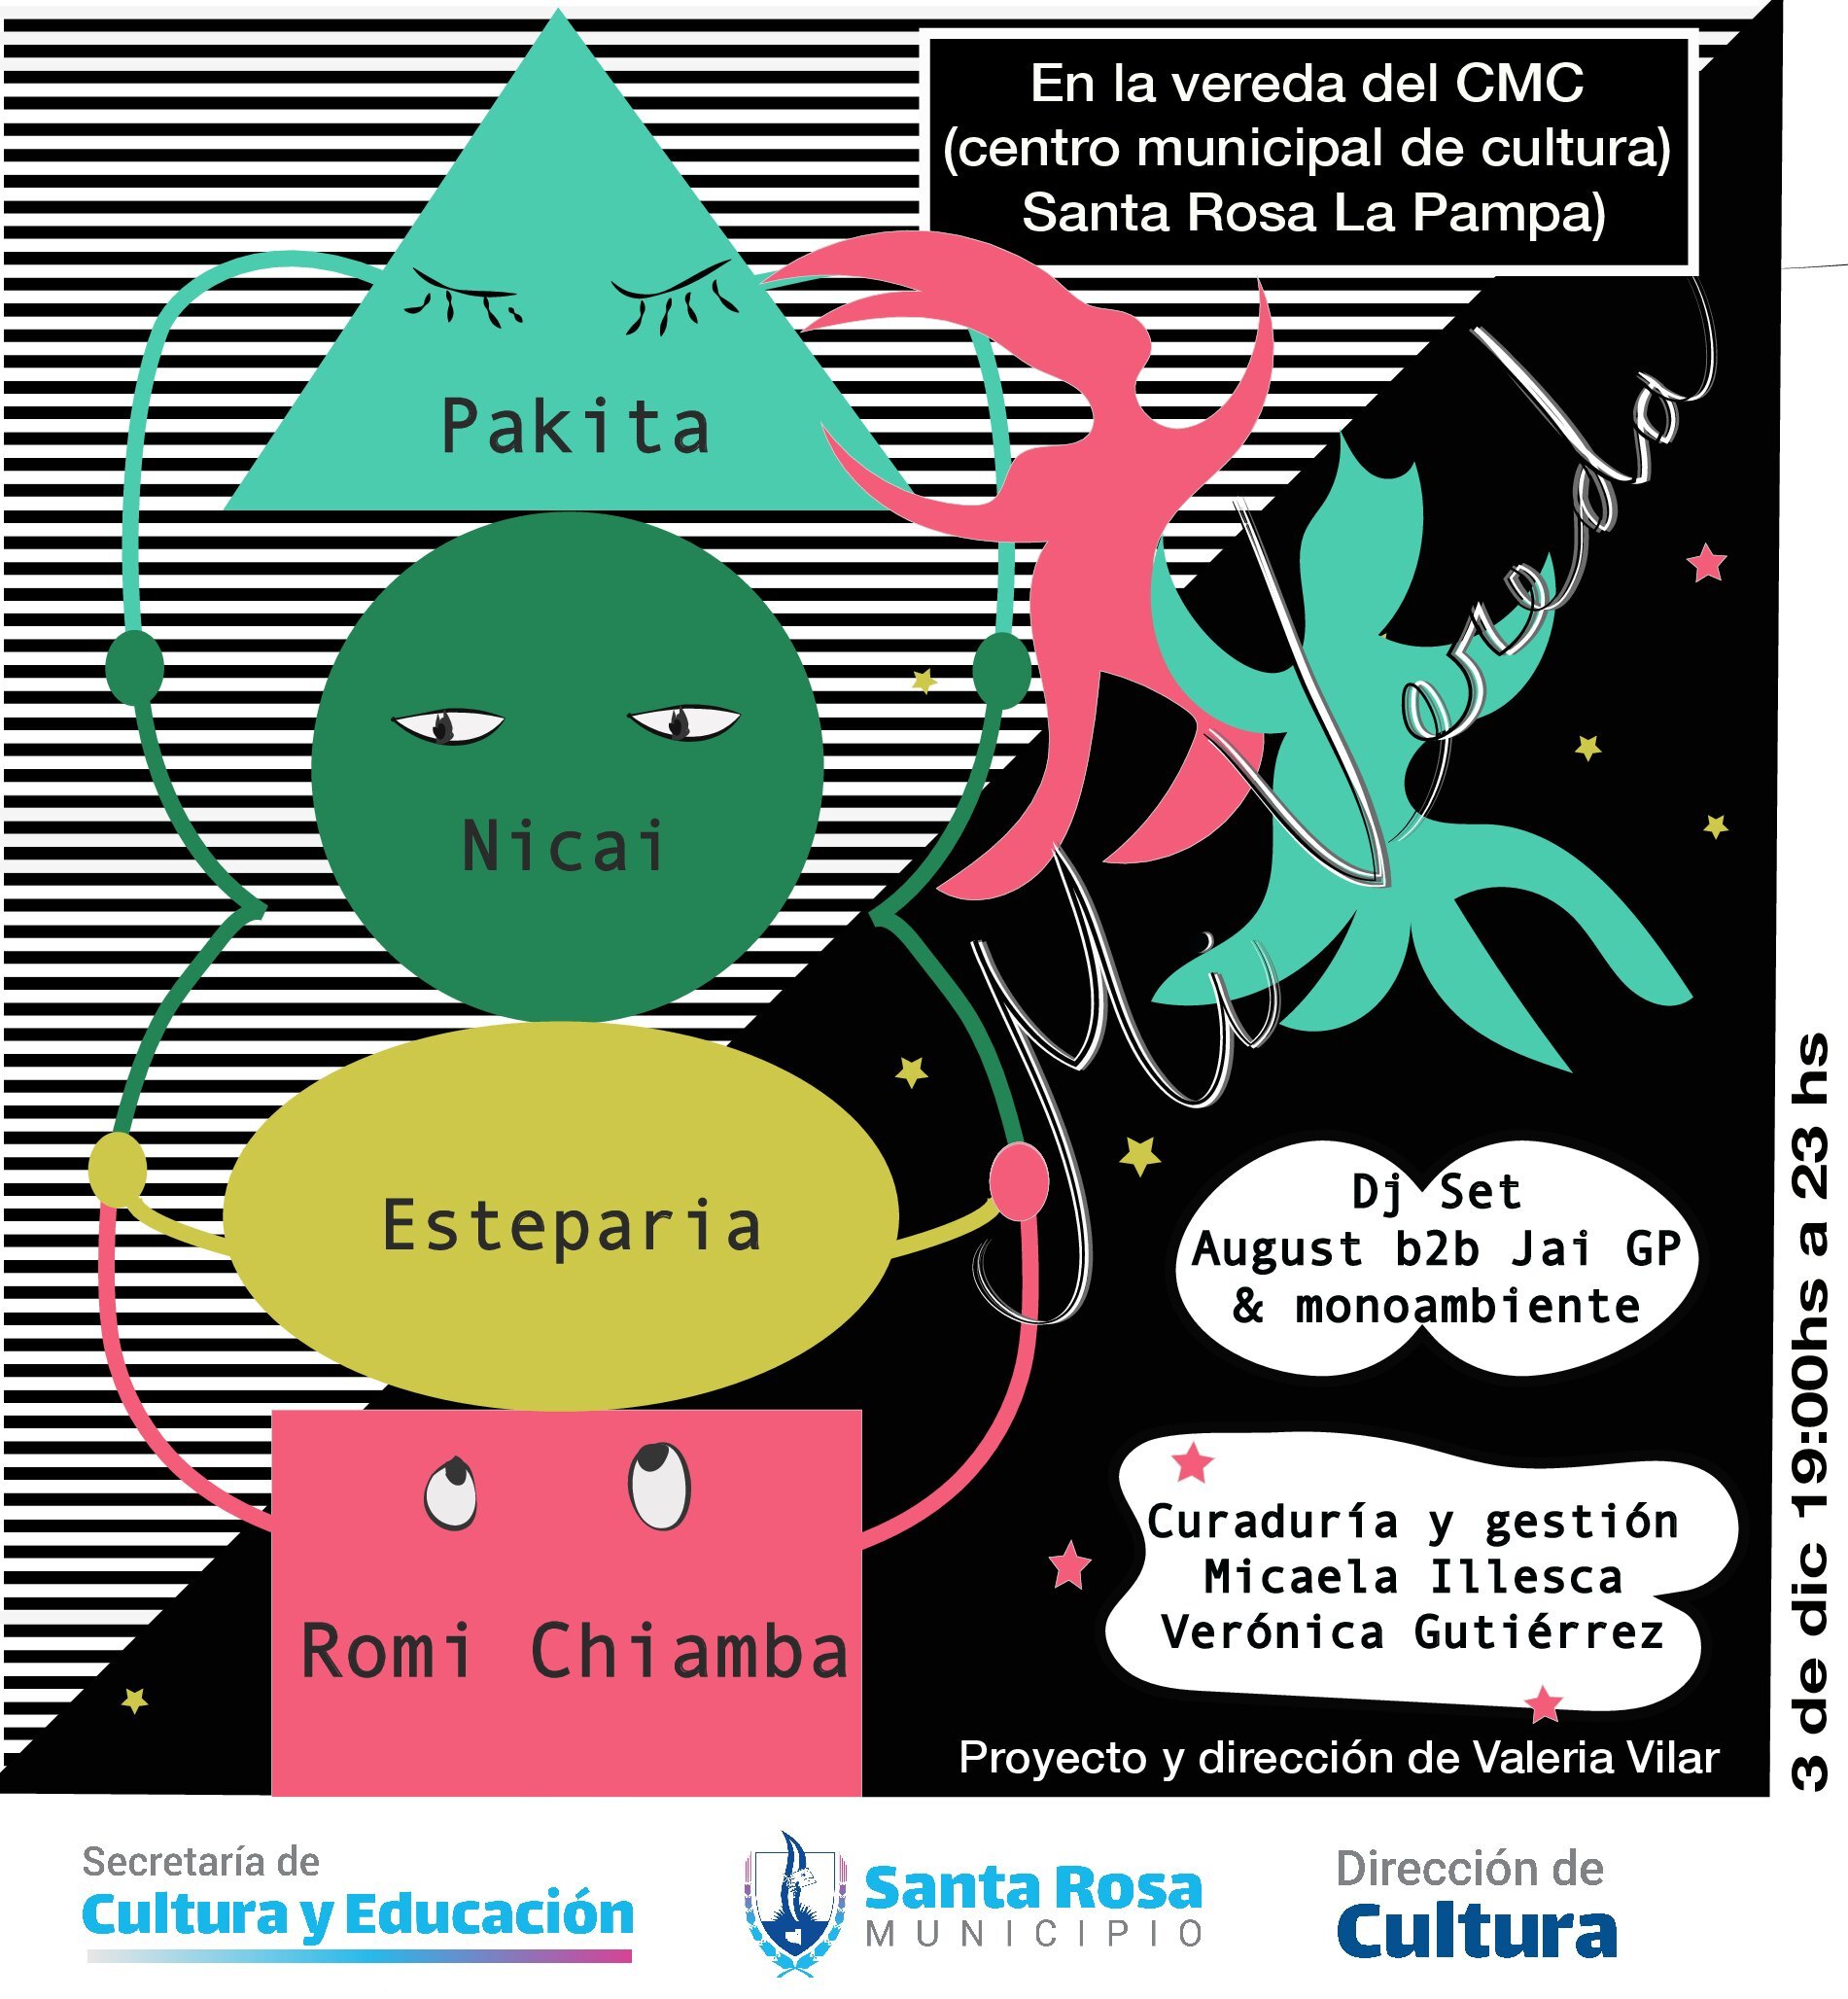 En la vereda del CMC
(centro municipal de cultura)
Santa Rosa La Pampa)
Pakita
Nicai
Esteparia
Romi Chiamba
Mi Vereda
Dj Set
August b2b Jai GP
& monoambiente
Curaduría y gestión
Micaela Illesca
Verónica Gutiérrez
Proyecto y dirección de Valeria Vilar
3 de dic 19:00hs a 23 hs
Secretaría de
Cultura y Educación
Santa Rosa
MUNICIPIO
Dirección de
Cultura